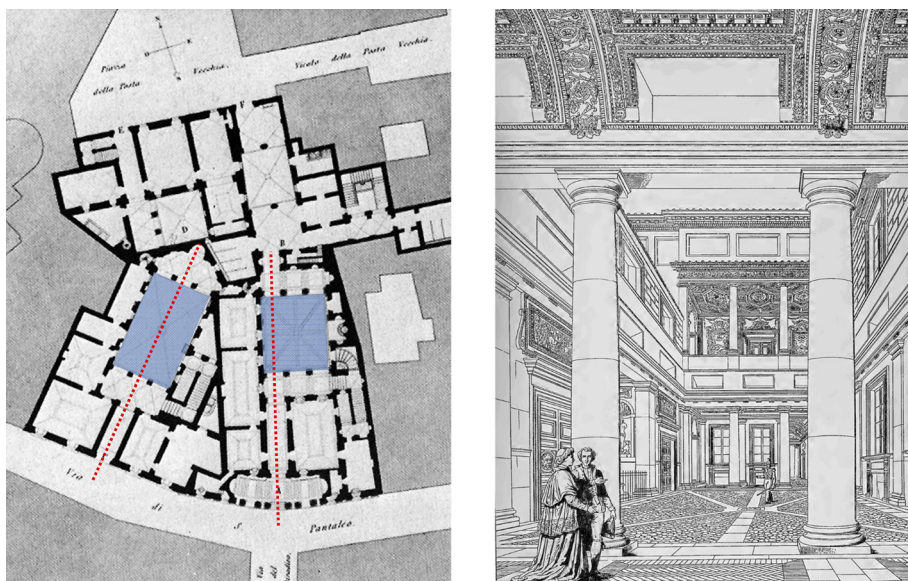 N
O E
S
Piazza
della Posta Vecchia
Vicolo della Posta Vecchia
E
F
D
B
A
Via di S. Pantaleo
Via del